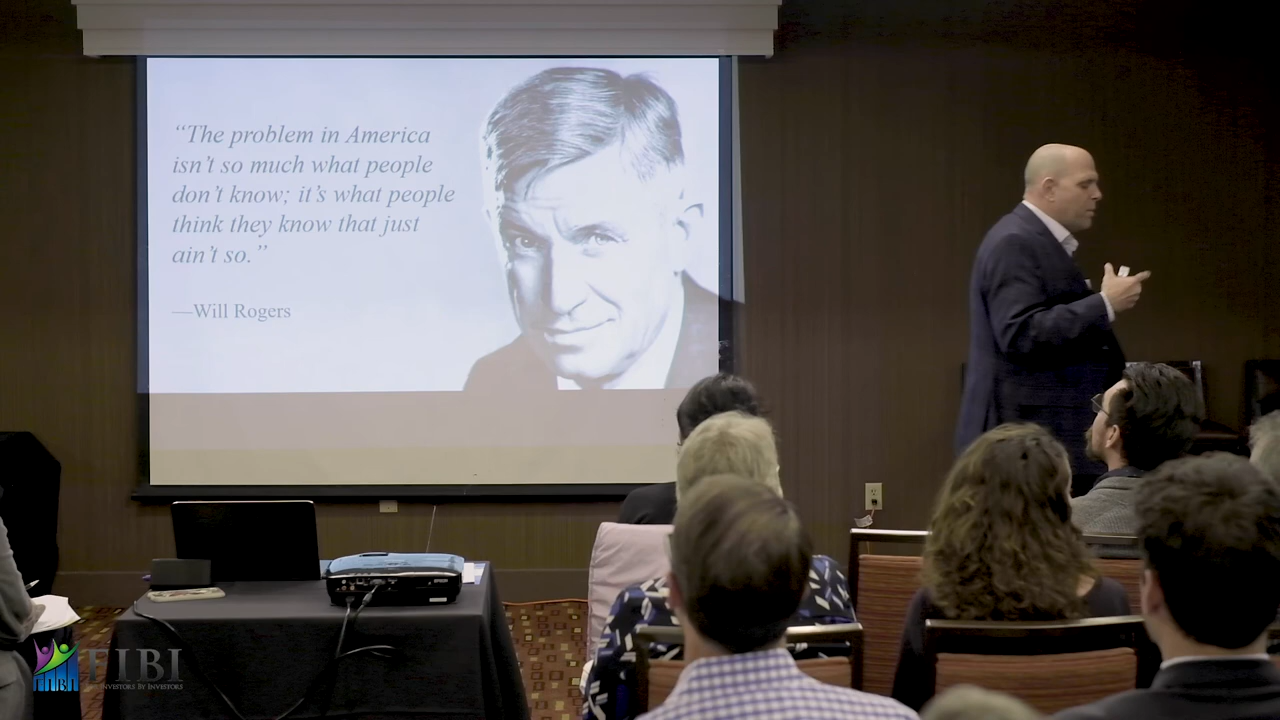 “The problem in America
isn’t so much what people
don’t know; it’s what people
think they know that just
ain’t so.”
—Will Rogers
FIBI
INVESTORS BY INVESTORS